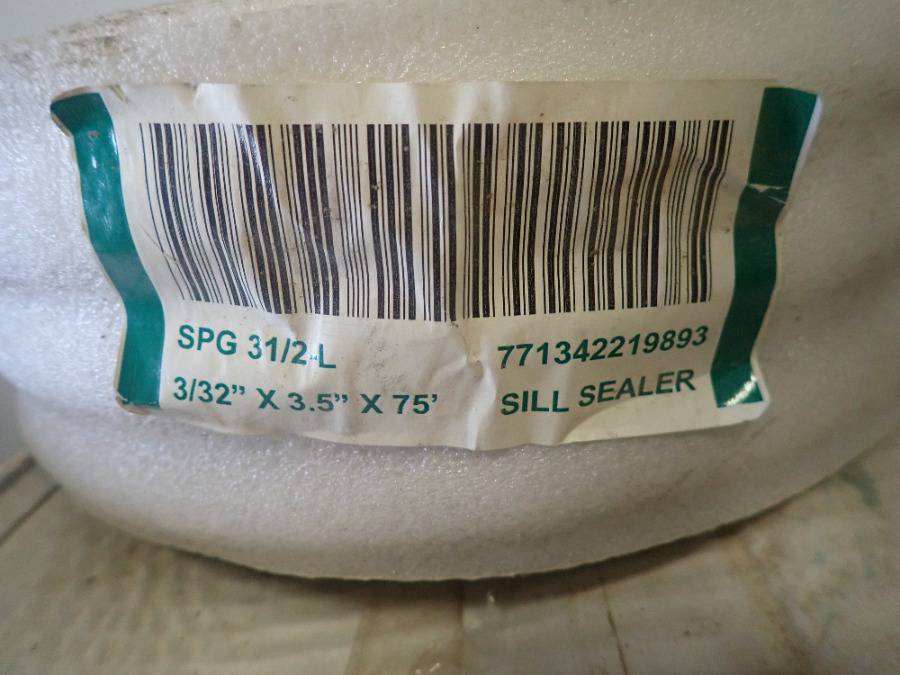 SPG 31/2-L 771342219893
3/32” X 3.5” X 75’ SILL SEALER